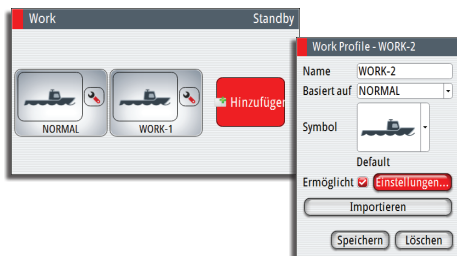 Work Standby
NORMAL
WORK-1
Hinzufügen
Work Profile - WORK-2
Name WORK-2
Basiert auf NORMAL
Symbol
Default
Ermöglicht Einstellungen...
Importieren
Speichern Löschen